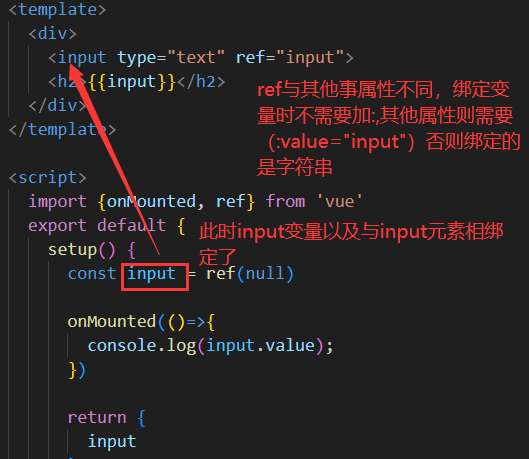 <template>
<div>
<input type="text" ref="input">
<h2>{{input}}</h2>
</div>
</template>
ref与其他事属性不同，绑定变
量时不需要加:,其他属性则需要
（:value="input"）否则绑定的
是字符串
<script>
import {onMounted, ref} from 'vue'
export default {
setup() {
const input = ref(null)
此时input变量以及与input元素相绑
定了
onMounted(()=>{
console.log(input.value);
})
return {
input